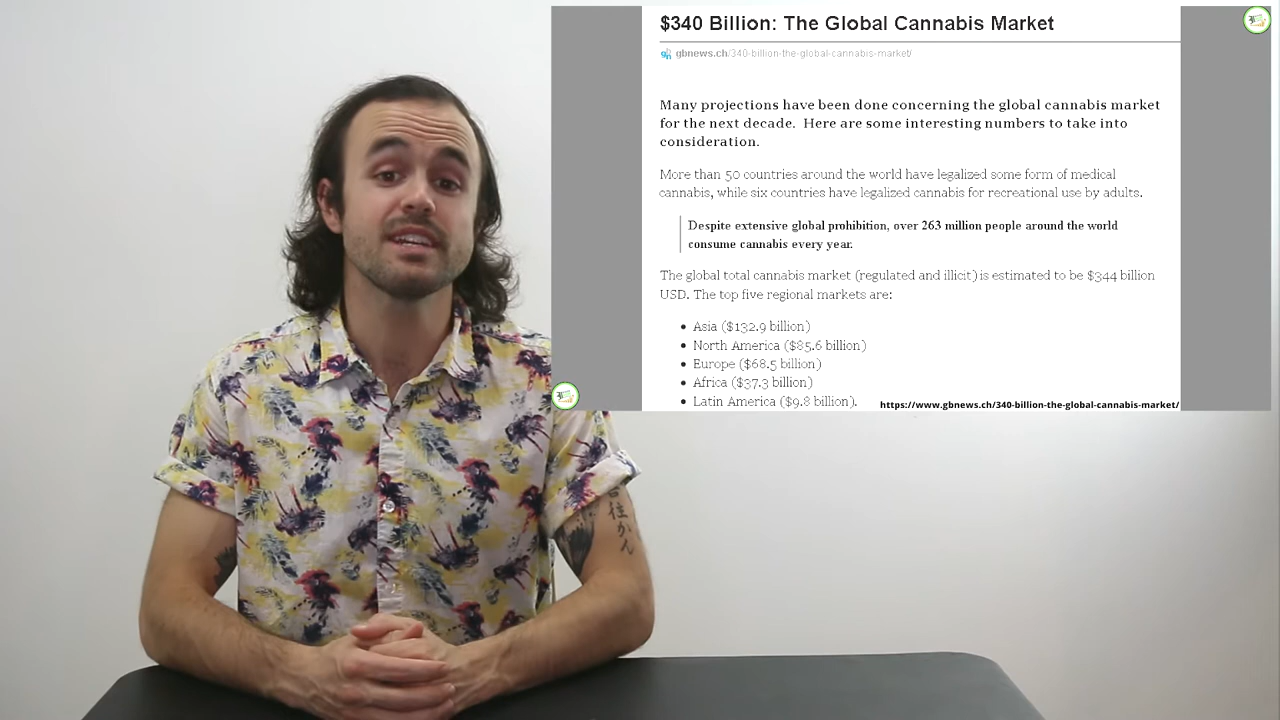 $340 Billion: The Global Cannabis Market
gbnews.ch/340-billion-the-global-cannabis-market/
Many projections have been done concerning the global cannabis market
for the next decade. Here are some interesting numbers to take into
consideration.
More than 50 countries around the world have legalized some form of medical
cannabis, while six countries have legalized cannabis for recreational use by adults.
Despite extensive global prohibition, over 263 million people around the world
consume cannabis every year.
The global total cannabis market (regulated and illicit) is estimated to be $344 billion
USD. The top five regional markets are:
• Asia ($132.9 billion)
• North America ($85.6 billion)
• Europe ($68.5 billion)
• Africa ($37.3 billion)
• Latin America ($9.8 billion).
https://www.gbnews.ch/340-billion-the-global-cannabis-market/
往かん